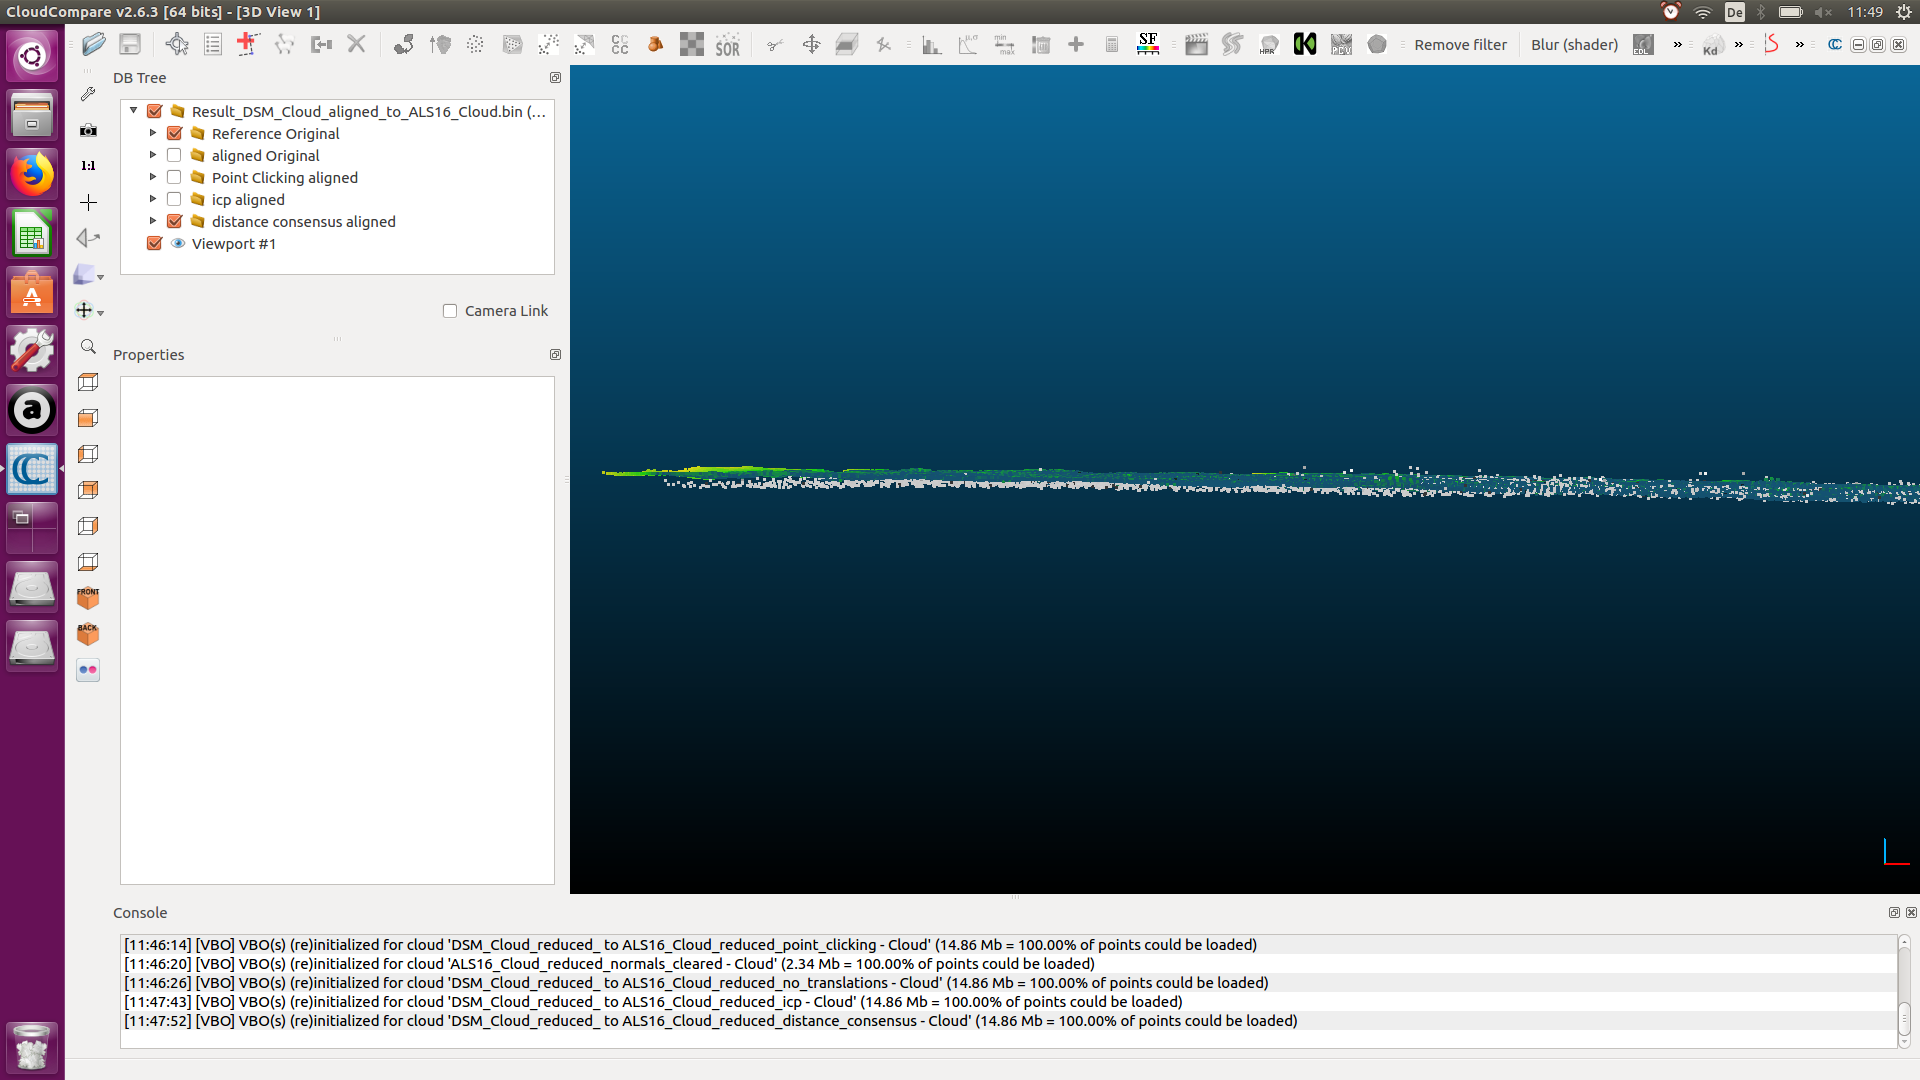 CloudCompare v2.6.3 [64 bits] - [3D View 1]
De
11:49
SOR
min
max
SF
HPR
PCV
Remove filter
Blur (shader)
EDL
»
Kd
»
»
DB Tree
Result_DSM_Cloud_aligned_to_ALS16_Cloud.bin (...
Reference Original
aligned Original
Point Clicking aligned
icp aligned
distance consensus aligned
Viewport #1
1:1
Camera Link
Properties
FRONT
BACK
Console
[11:46:14] [VBO] VBO(s) (re)initialized for cloud 'DSM_Cloud_reduced_ to ALS16_Cloud_reduced_point_clicking - Cloud' (14.86 Mb = 100.00% of points could be loaded)
[11:46:20] [VBO] VBO(s) (re)initialized for cloud 'ALS16_Cloud_reduced_normals_cleared - Cloud' (2.34 Mb = 100.00% of points could be loaded)
[11:46:26] [VBO] VBO(s) (re)initialized for cloud 'DSM_Cloud_reduced_ to ALS16_Cloud_reduced_no_translations - Cloud' (14.86 Mb = 100.00% of points could be loaded)
[11:47:43] [VBO] VBO(s) (re)initialized for cloud 'DSM_Cloud_reduced_ to ALS16_Cloud_reduced_icp - Cloud' (14.86 Mb = 100.00% of points could be loaded)
[11:47:52] [VBO] VBO(s) (re)initialized for cloud 'DSM_Cloud_reduced_ to ALS16_Cloud_reduced_distance_consensus - Cloud' (14.86 Mb = 100.00% of points could be loaded)